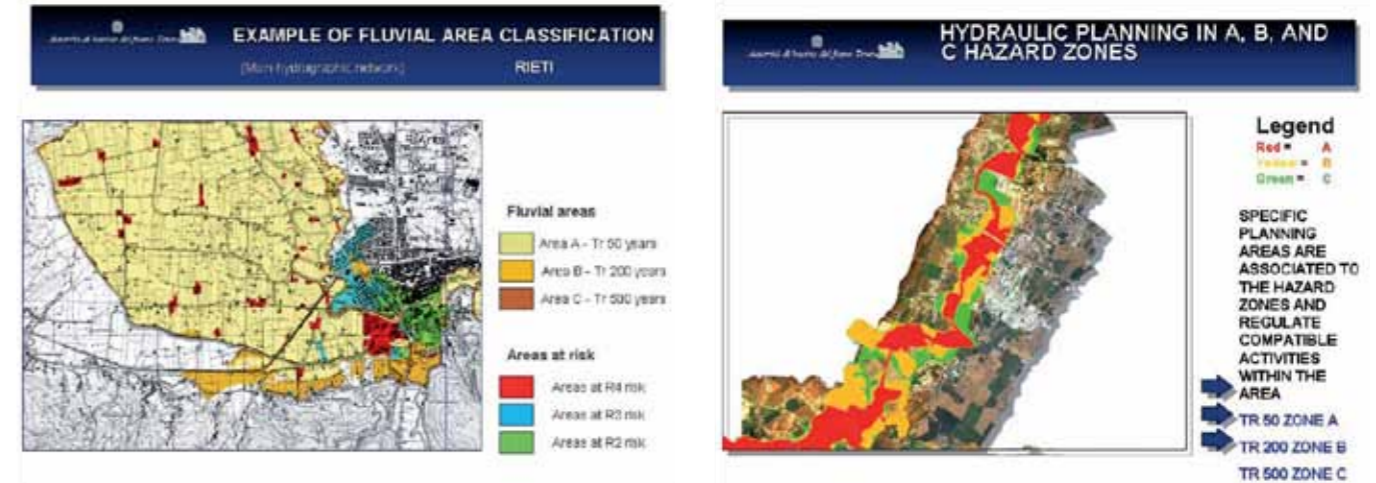 EXAMPLE OF FLUVIAL AREA CLASSIFICATION
(Main hydrographic network) RIETI
Fluvial areas
Area A - Tr 50 years
Area B - Tr 200 years
Area C - Tr 500 years
Areas at risk
Areas at R4 risk
Areas at R3 risk
Areas at R2 risk
HYDRAULIC PLANNING IN A, B, AND
C HAZARD ZONES
Legend
Red = A
Yellow = B
Green = C
SPECIFIC
PLANNING
AREAS ARE
ASSOCIATED TO
THE HAZARD
ZONES AND
REGULATE
COMPATIBLE
ACTIVITIES
WITHIN THE
AREA
TR 50 ZONE A
TR 200 ZONE B
TR 500 ZONE C